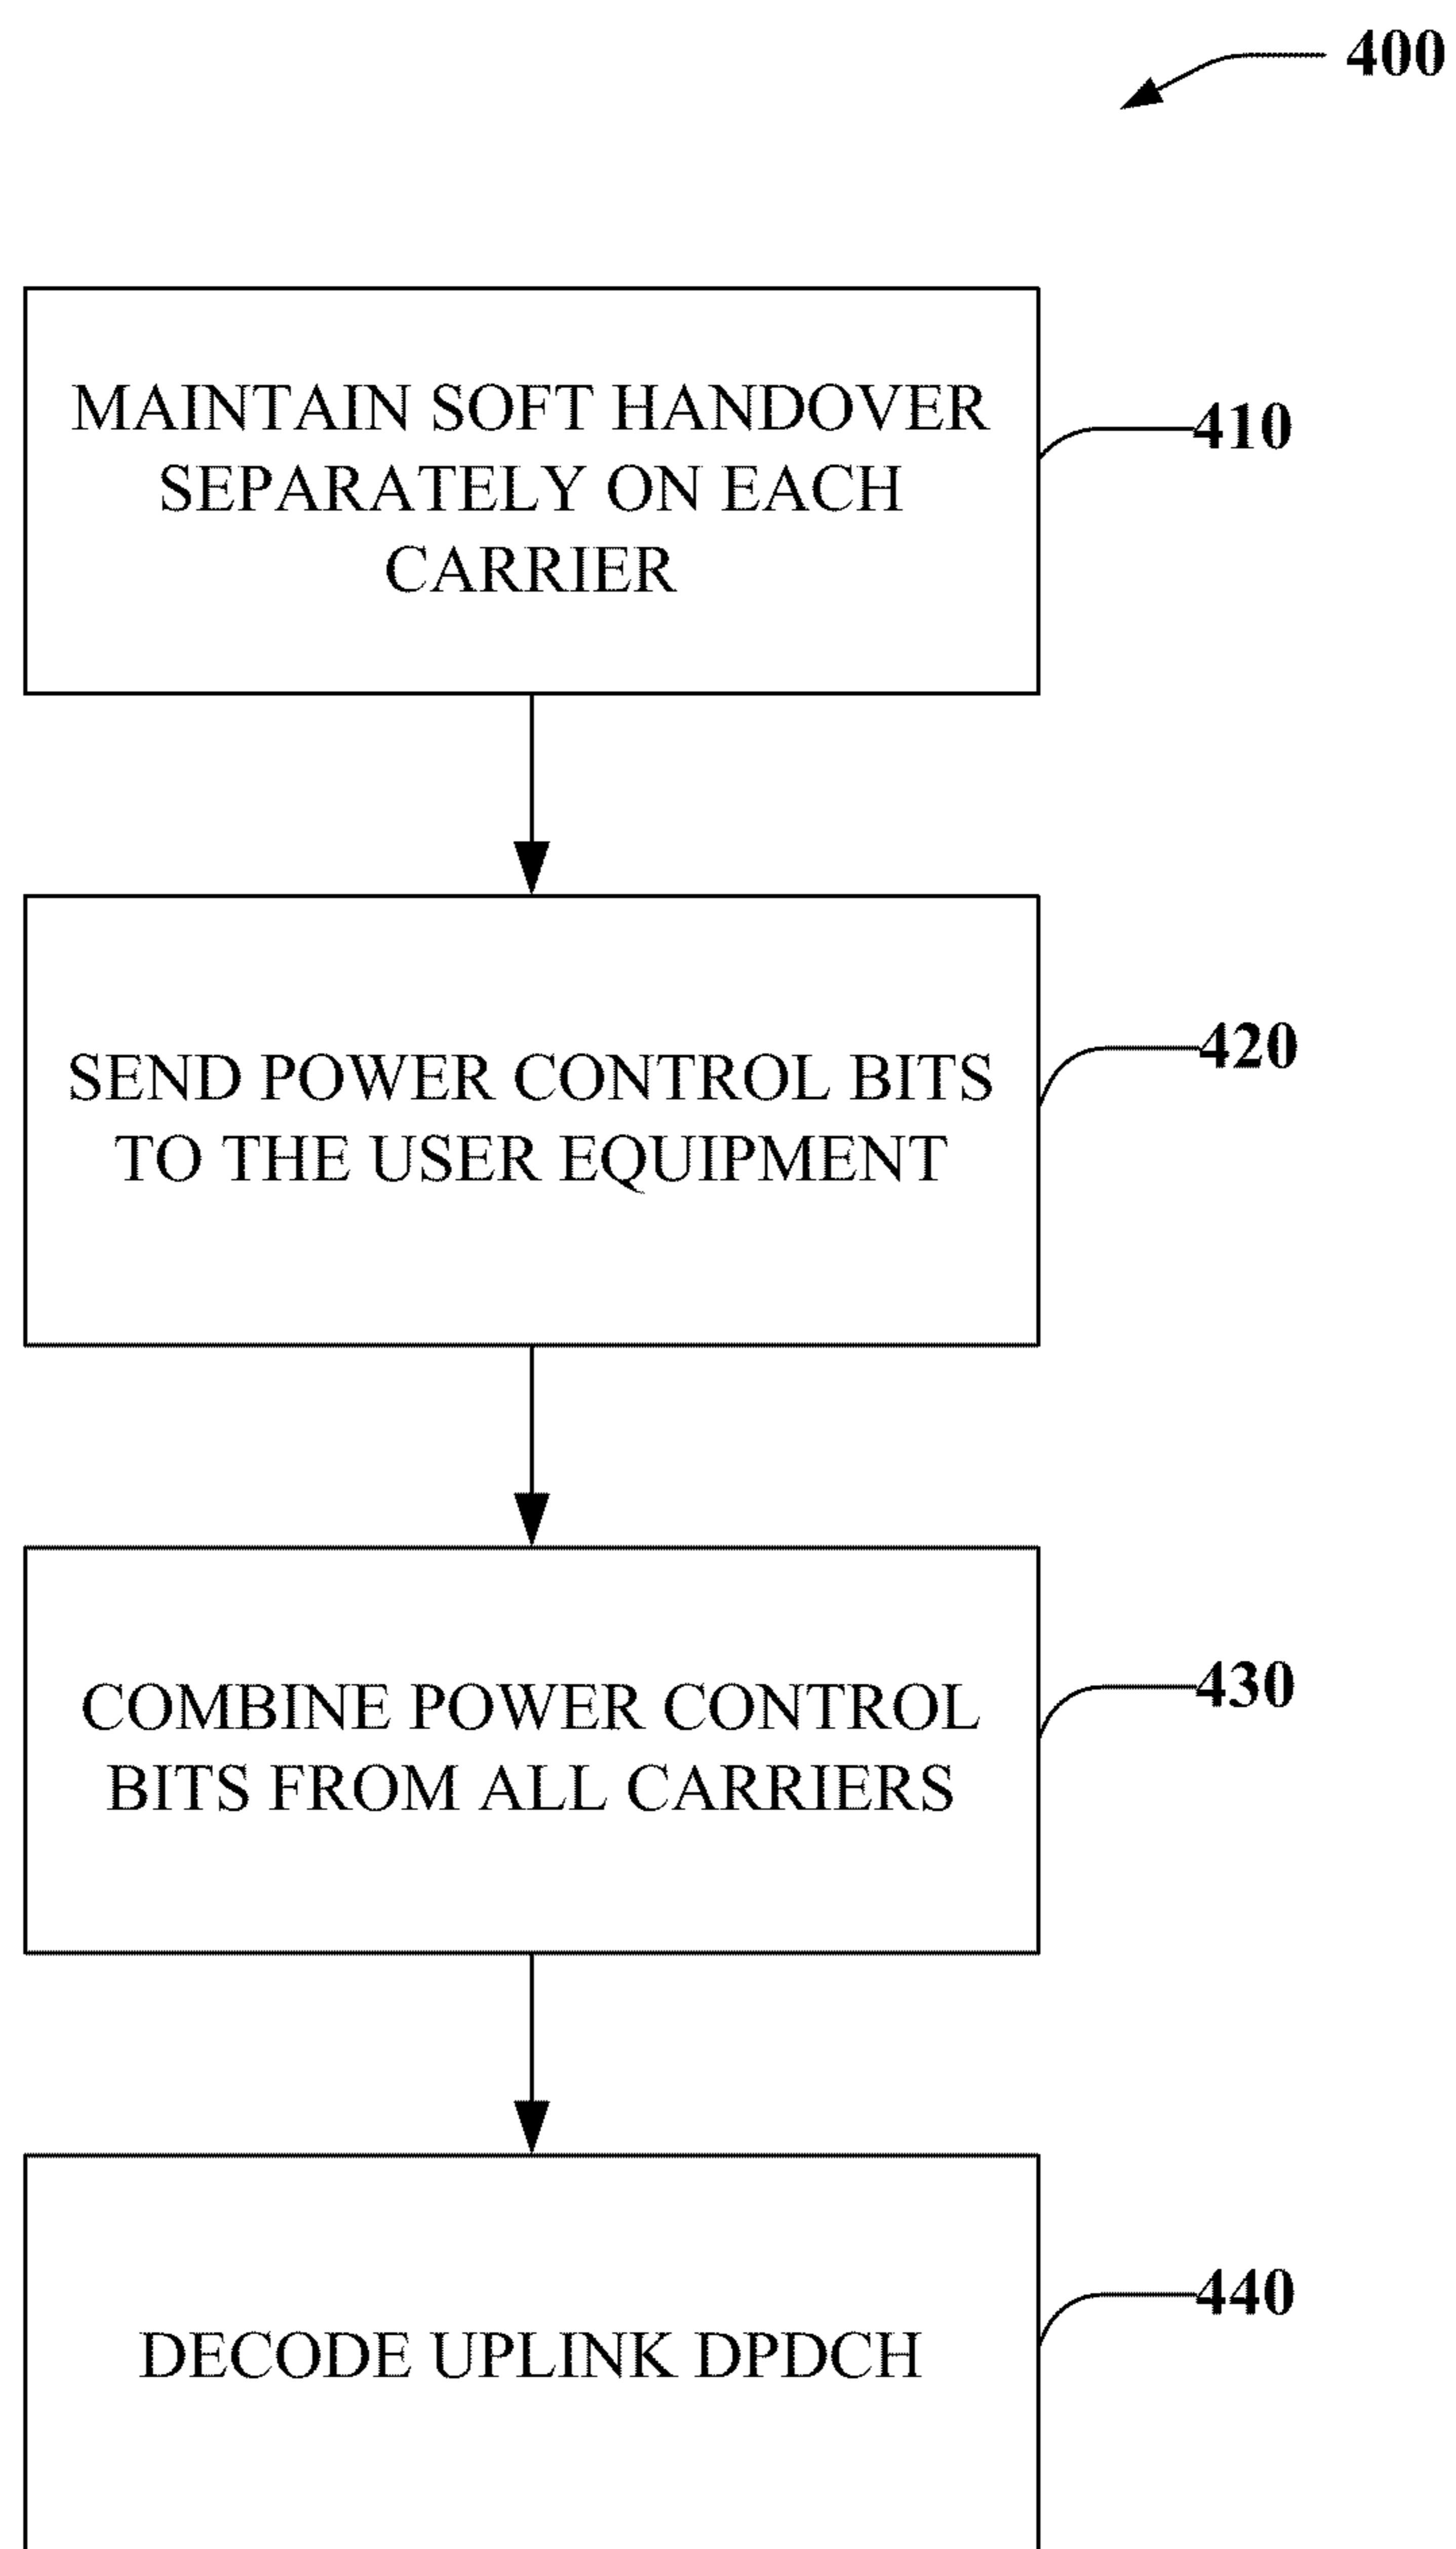 400
MAINTAIN SOFT HANDOVER
SEPARATELY ON EACH
CARRIER
410
SEND POWER CONTROL BITS
TO THE USER EQUIPMENT
420
COMBINE POWER CONTROL
BITS FROM ALL CARRIERS
430
DECODE UPLINK DPDCH
440